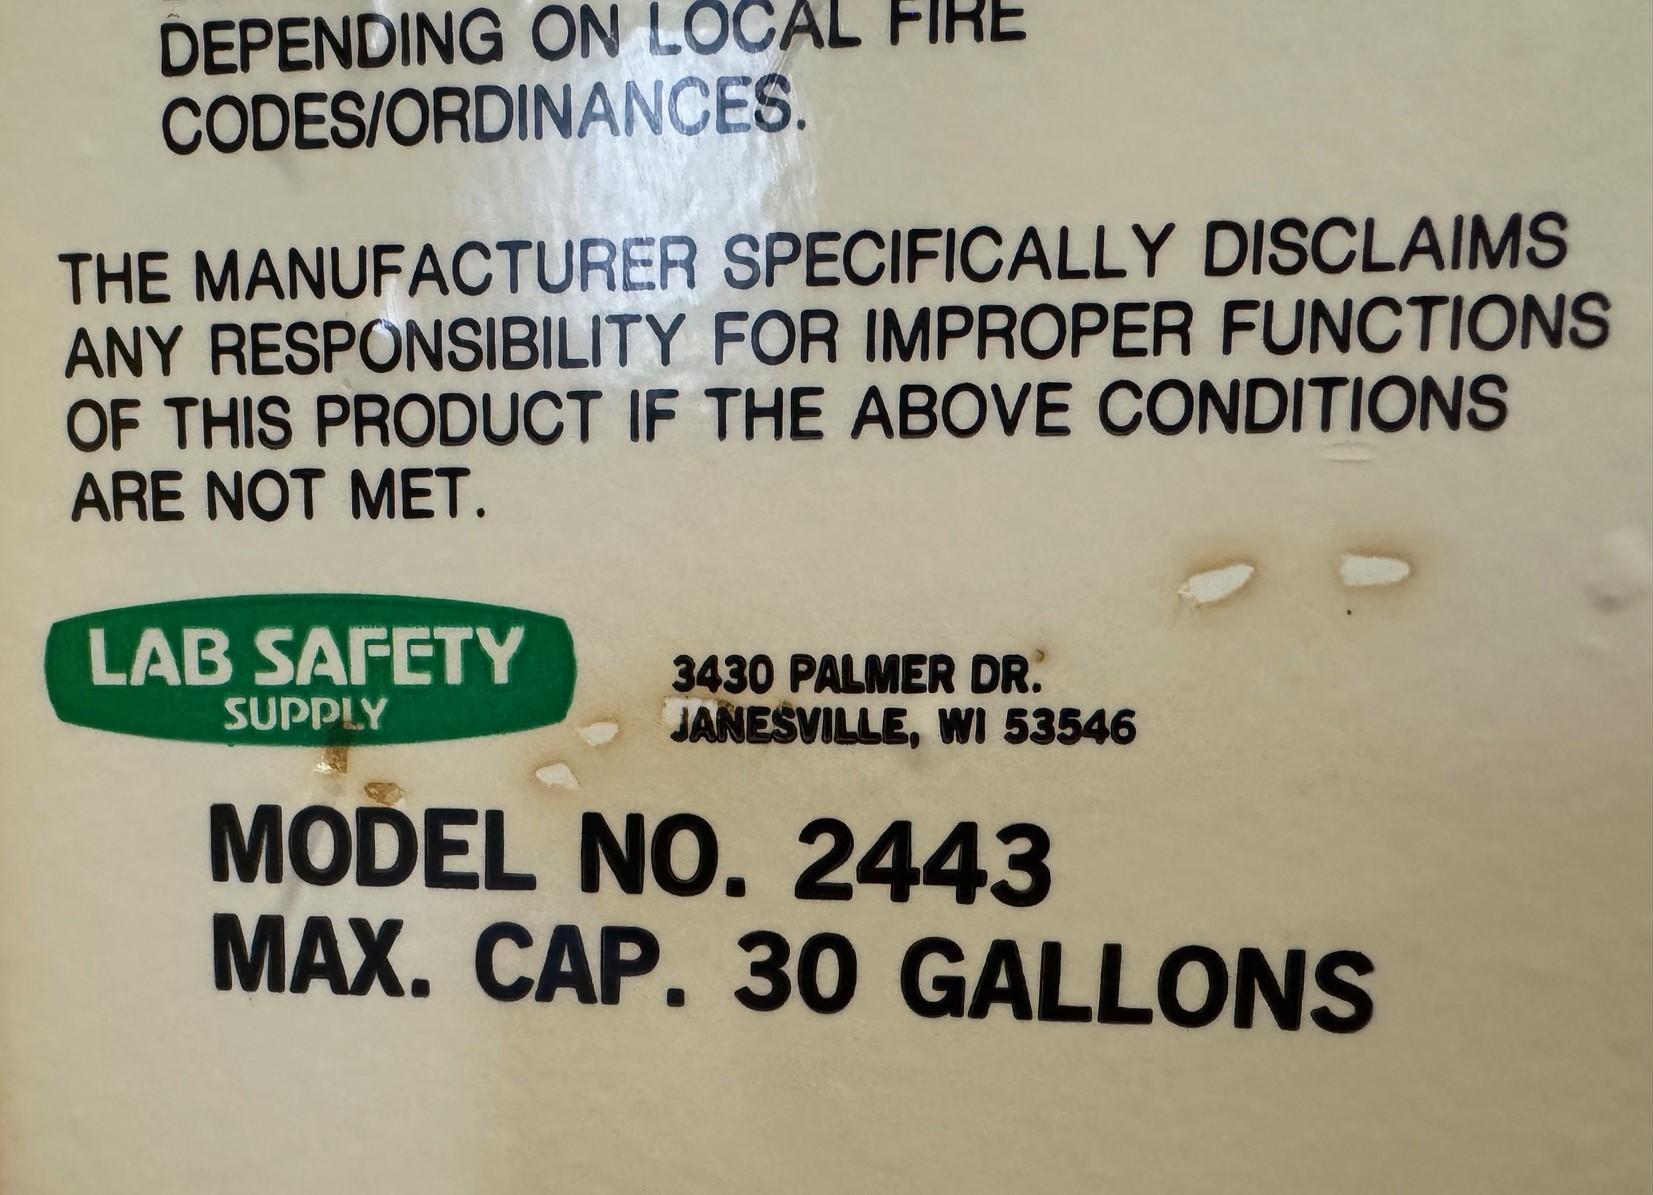 DEPENDING ON LOCAL FIRE
CODES/ORDINANCES.
THE MANUFACTURER SPECIFICALLY DISCLAIMS
ANY RESPONSIBILITY FOR IMPROPER FUNCTIONS
OF THIS PRODUCT IF THE ABOVE CONDITIONS
ARE NOT MET.
LAB SAFETY
SUPPLY
3430 PALMER DR.
JANESVILLE, WI 53546
MODEL NO. 2443
MAX. CAP. 30 GALLONS